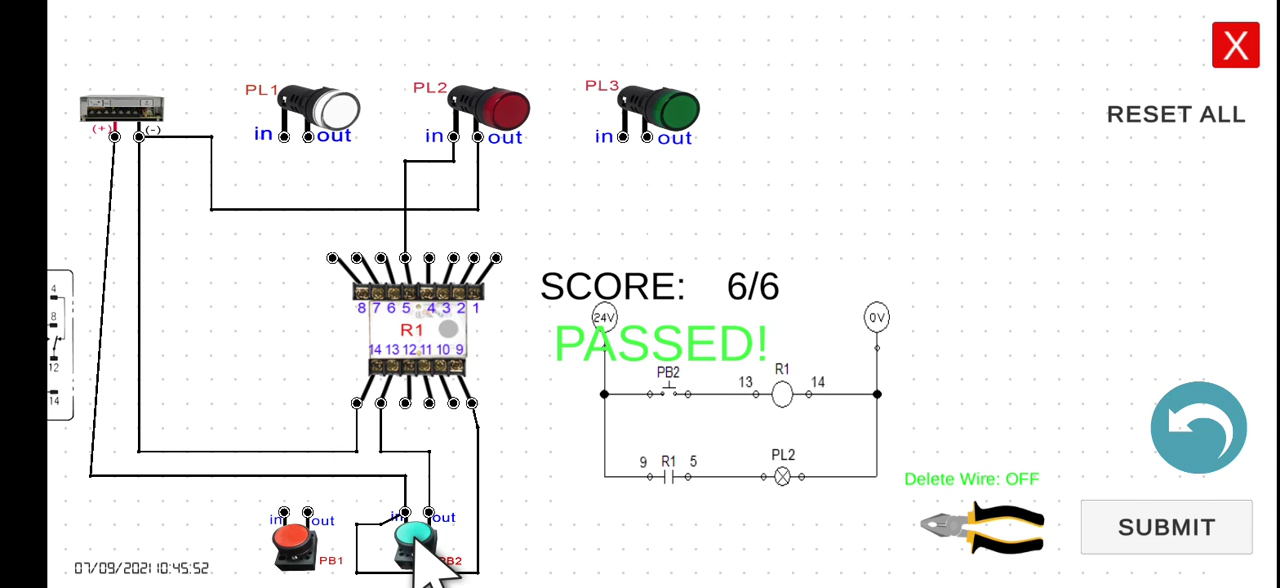 X
PL1
PL2
PL3
(+) (-)
in out
in out
in out
RESET ALL
4
8
12
14
8 7 6 5 4 3 2 1
R1
14 13 12 11 10 9
SCORE: 6/6
PASSED!
24V
0V
PB2
13
R1
14
9
R1
5
PL2
Delete Wire: OFF
SUBMIT
in out
PB1
in out
PB2
07/09/2021 10:45:52